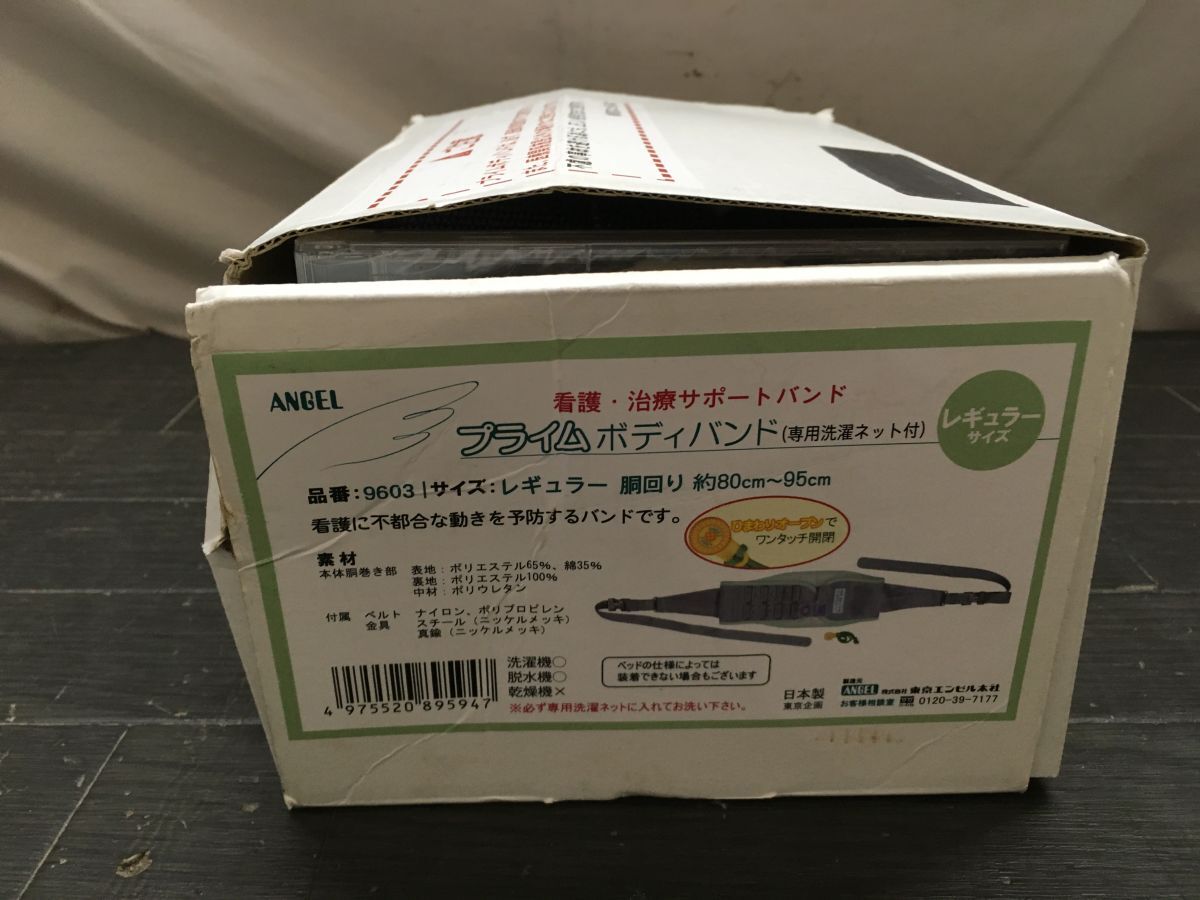 ANGEL
看護・治療サポートバンド
プライム ボディバンド(専用洗濯ネット付)
レギュラー
サイズ
品番:9603 | サイズ:レギュラー 胴回り 約80cm〜95cm
看護に不都合な動きを予防するバンドです。
ひまわりオープンで
ワンタッチ開閉
素材
本体胴巻き部 表地:ポリエステル65%、綿35%
裏地:ポリエステル100%
中材:ポリウレタン
付属 ベルト ナイロン、ポリプロピレン
金具 スチール(ニッケルメッキ)
真鍮(ニッケルメッキ)
4 975520 895947
洗濯機○
脱水機○
乾燥機×
※必ず専用洗濯ネットに入れてお洗い下さい。
ベッドの仕様によっては
装着できない場合もございます
日本製
東京企画
製造元
ANGEL 株式会社 東京エンゼル本社
お客様相談室 0120-39-7177